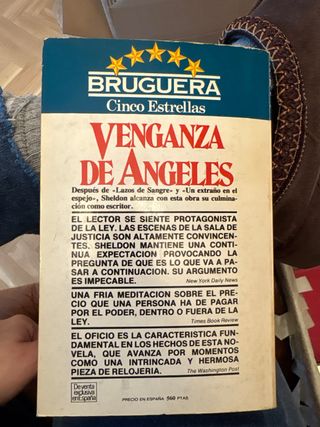 BRUGUERA
Cinco Estrellas
VENGANZA
DE ANGELES
Después de «Lazos de Sangre» y «Un extraño en el
espejo», Sheldon alcanza con esta obra su culmina-
ción como escritor.
EL LECTOR SE SIENTE PROTAGONISTA
DE LA LEY. LAS ESCENAS DE LA SALA DE
JUSTICIA SON ALTAMENTE CONVINCEN-
TES. SHELDON MANTIENE UNA CONTI-
NUA EXPECTACION PROVOCANDO LA
PREGUNTA DE QUE ES LO QUE VA A PA-
SAR A CONTINUACION. SU ARGUMENTO
ES IMPECABLE.
New York Daily News
UNA FRIA MEDITACION SOBRE EL PRE-
CIO QUE UNA PERSONA HA DE PAGAR
POR EL PODER, DENTRO O FUERA DE LA
LEY.
Times Book Review
EL OFICIO ES LA CARACTERISTICA FUN-
DAMENTAL EN LOS HECHOS DE ESTA NO-
VELA, QUE AVANZA POR MOMENTOS
COMO UNA INTRINCADA Y HERMOSA
PIEZA DE RELOJERIA.
The Washington Post
De venta
exclusiva
en España
PRECIO EN ESPAÑA 560 PTAS.